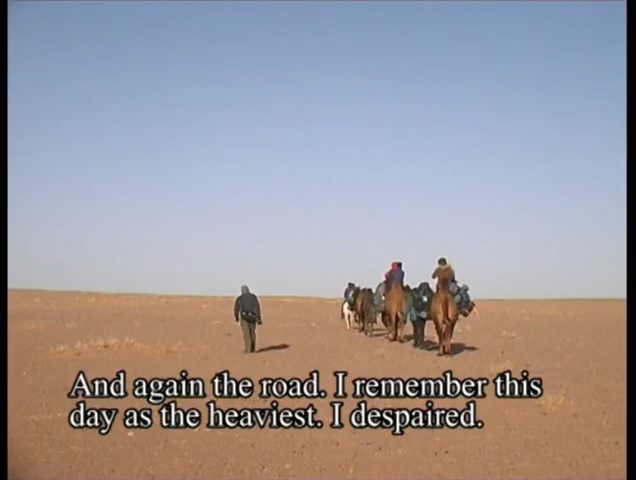 And again the road. I remember this
day as the heaviest. I despaired.